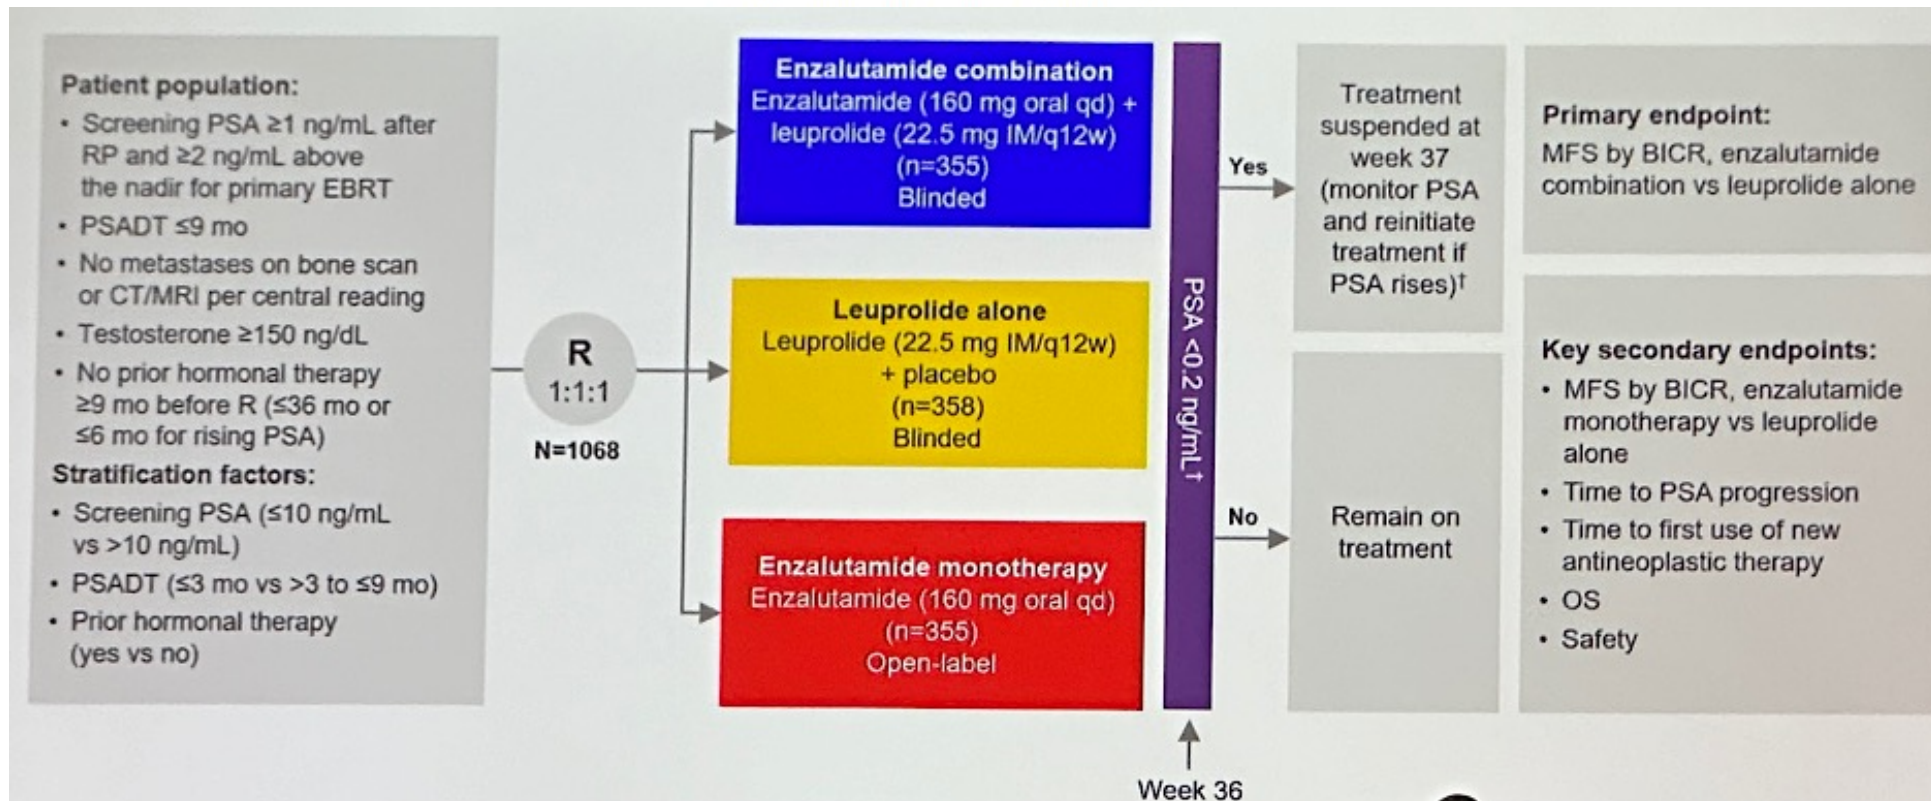 Patient population:
• Screening PSA ≥1 ng/mL after
RP and ≥2 ng/mL above
the nadir for primary EBRT
• PSADT ≤9 mo
• No metastases on bone scan
or CT/MRI per central reading
• Testosterone ≥150 ng/dL
• No prior hormonal therapy
≥9 mo before R (≤36 mo or
≤6 mo for rising PSA)
Stratification factors:
• Screening PSA (≤10 ng/mL
vs >10 ng/mL)
• PSADT (≤3 mo vs >3 to ≤9 mo)
• Prior hormonal therapy
(yes vs no)
R
1:1:1
N=1068
Enzalutamide combination
Enzalutamide (160 mg oral qd) +
leuprolide (22.5 mg IM/q12w)
(n=355)
Blinded
Leuprolide alone
Leuprolide (22.5 mg IM/q12w)
+ placebo
(n=358)
Blinded
Enzalutamide monotherapy
Enzalutamide (160 mg oral qd)
(n=355)
Open-label
PSA <0.2 ng/mL†
Week 36
Yes
Treatment
suspended at
week 37
(monitor PSA
and reinitiate
treatment if
PSA rises)†
No
Remain on
treatment
Primary endpoint:
MFS by BICR, enzalutamide
combination vs leuprolide alone
Key secondary endpoints:
• MFS by BICR, enzalutamide
monotherapy vs leuprolide
alone
• Time to PSA progression
• Time to first use of new
antineoplastic therapy
• OS
• Safety